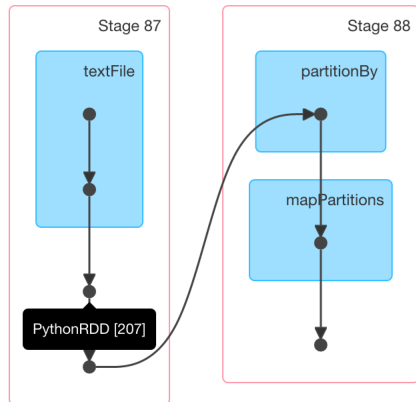 Stage 87
textFile
PythonRDD [207]
Stage 88
partitionBy
mapPartitions